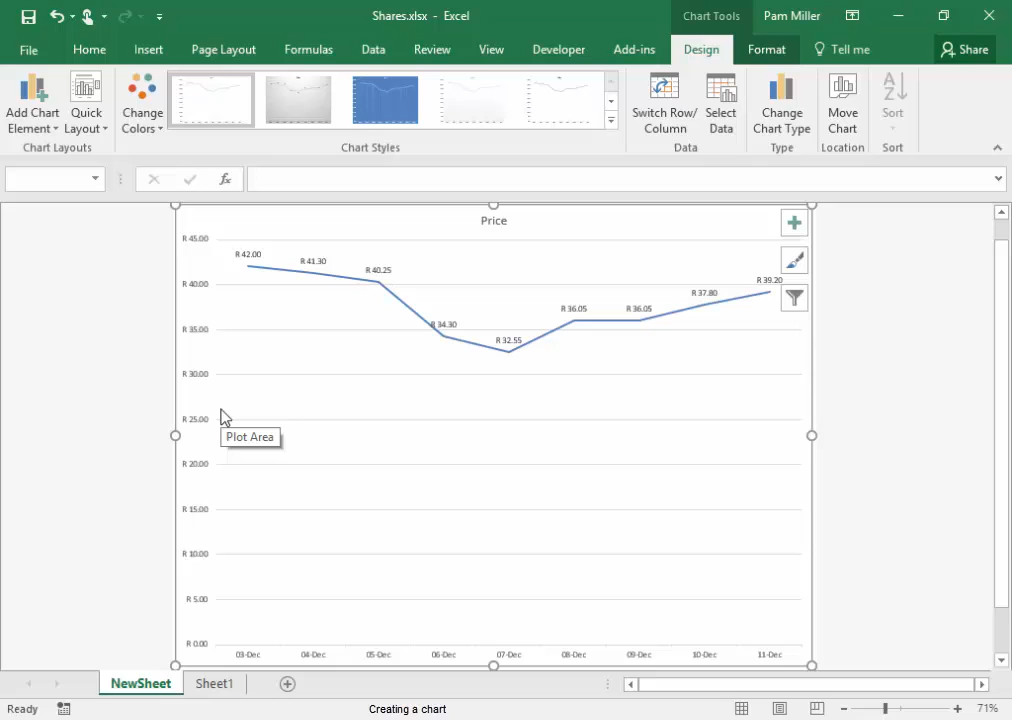 Shares.xlsx - Excel
Chart Tools
Pam Miller
File
Home
Insert
Page Layout
Formulas
Data
Review
View
Developer
Add-ins
Design
Format
Tell me
Share
Add Chart Element
Quick Layout
Change Colors
Switch Row/ Column
Select Data
Change Chart Type
Move Chart
Sort
Chart Layouts
Chart Styles
Data
Type
Location
Sort
fx
Price
R 45.00
R 40.00
R 35.00
R 30.00
R 25.00
R 20.00
R 15.00
R 10.00
R 5.00
R 0.00
R 42.00
R 41.30
R 40.25
R 34.30
R 32.55
R 36.05
R 36.05
R 37.80
R 39.20
Plot Area
03-Dec
04-Dec
05-Dec
06-Dec
07-Dec
08-Dec
09-Dec
10-Dec
11-Dec
NewSheet
Sheet1
Ready
Creating a chart
71%